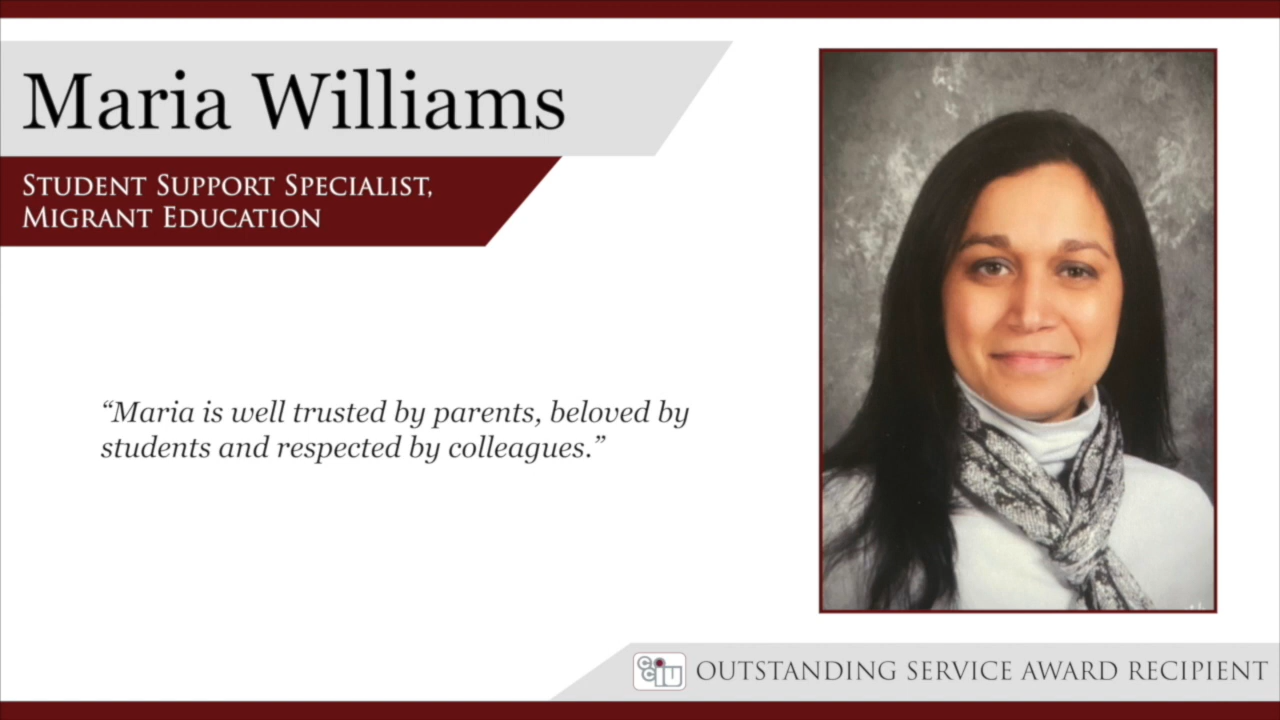 Maria Williams
Student Support Specialist,
Migrant Education
“Maria is well trusted by parents, beloved by
students and respected by colleagues.”
CCIU
OUTSTANDING SERVICE AWARD RECIPIENT